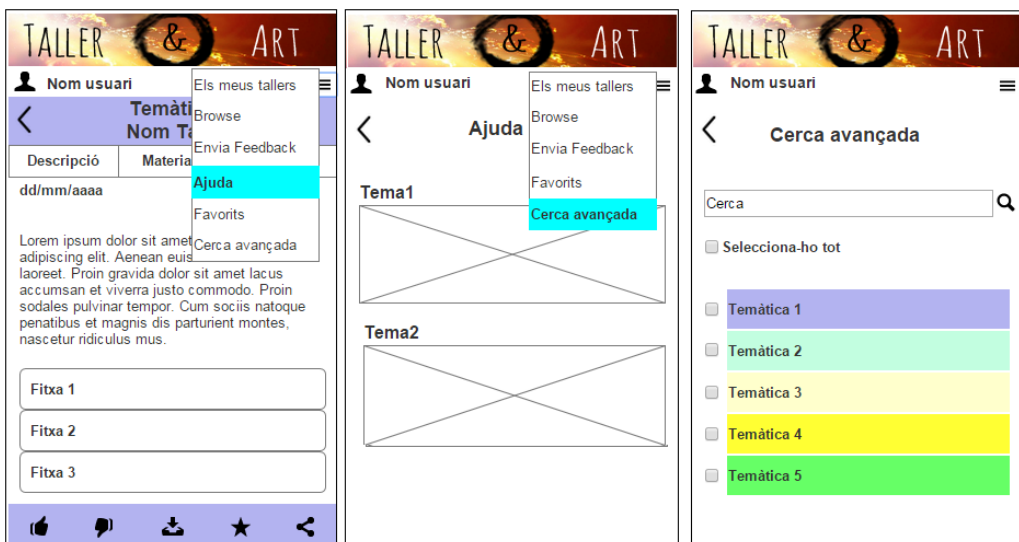 TALLER & ART
Nom usuari
Els meus tallers
Browse
Envia Feedback
Ajuda
Favorits
Cerca avançada
Temàti
Nom Ta
Descripció
Materia
dd/mm/aaaa
Lorem ipsum dolor sit amet
adipiscing elit. Aenean euis
laoreet. Proin gravida dolor sit amet lacus
accumsan et viverra justo commodo. Proin
sodales pulvinar tempor. Cum sociis natoque
penatibus et magnis dis parturient montes,
nascetur ridiculus mus.
Fitxa 1
Fitxa 2
Fitxa 3
TALLER & ART
Nom usuari
Els meus tallers
Browse
Envia Feedback
Favorits
Cerca avançada
Ajuda
Tema1
Tema2
TALLER & ART
Nom usuari
Cerca avançada
Cerca
Selecciona-ho tot
Temàtica 1
Temàtica 2
Temàtica 3
Temàtica 4
Temàtica 5